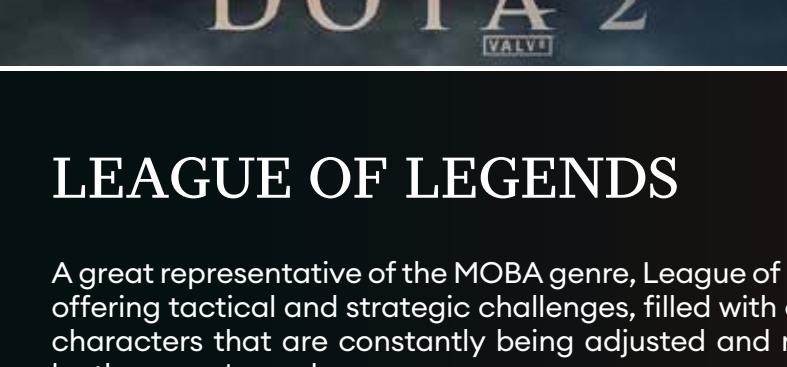 DOTA 2
VALVE
LEAGUE OF LEGENDS
A great representative of the MOBA genre, League of
offering tactical and strategic challenges, filled with
characters that are constantly being adjusted and